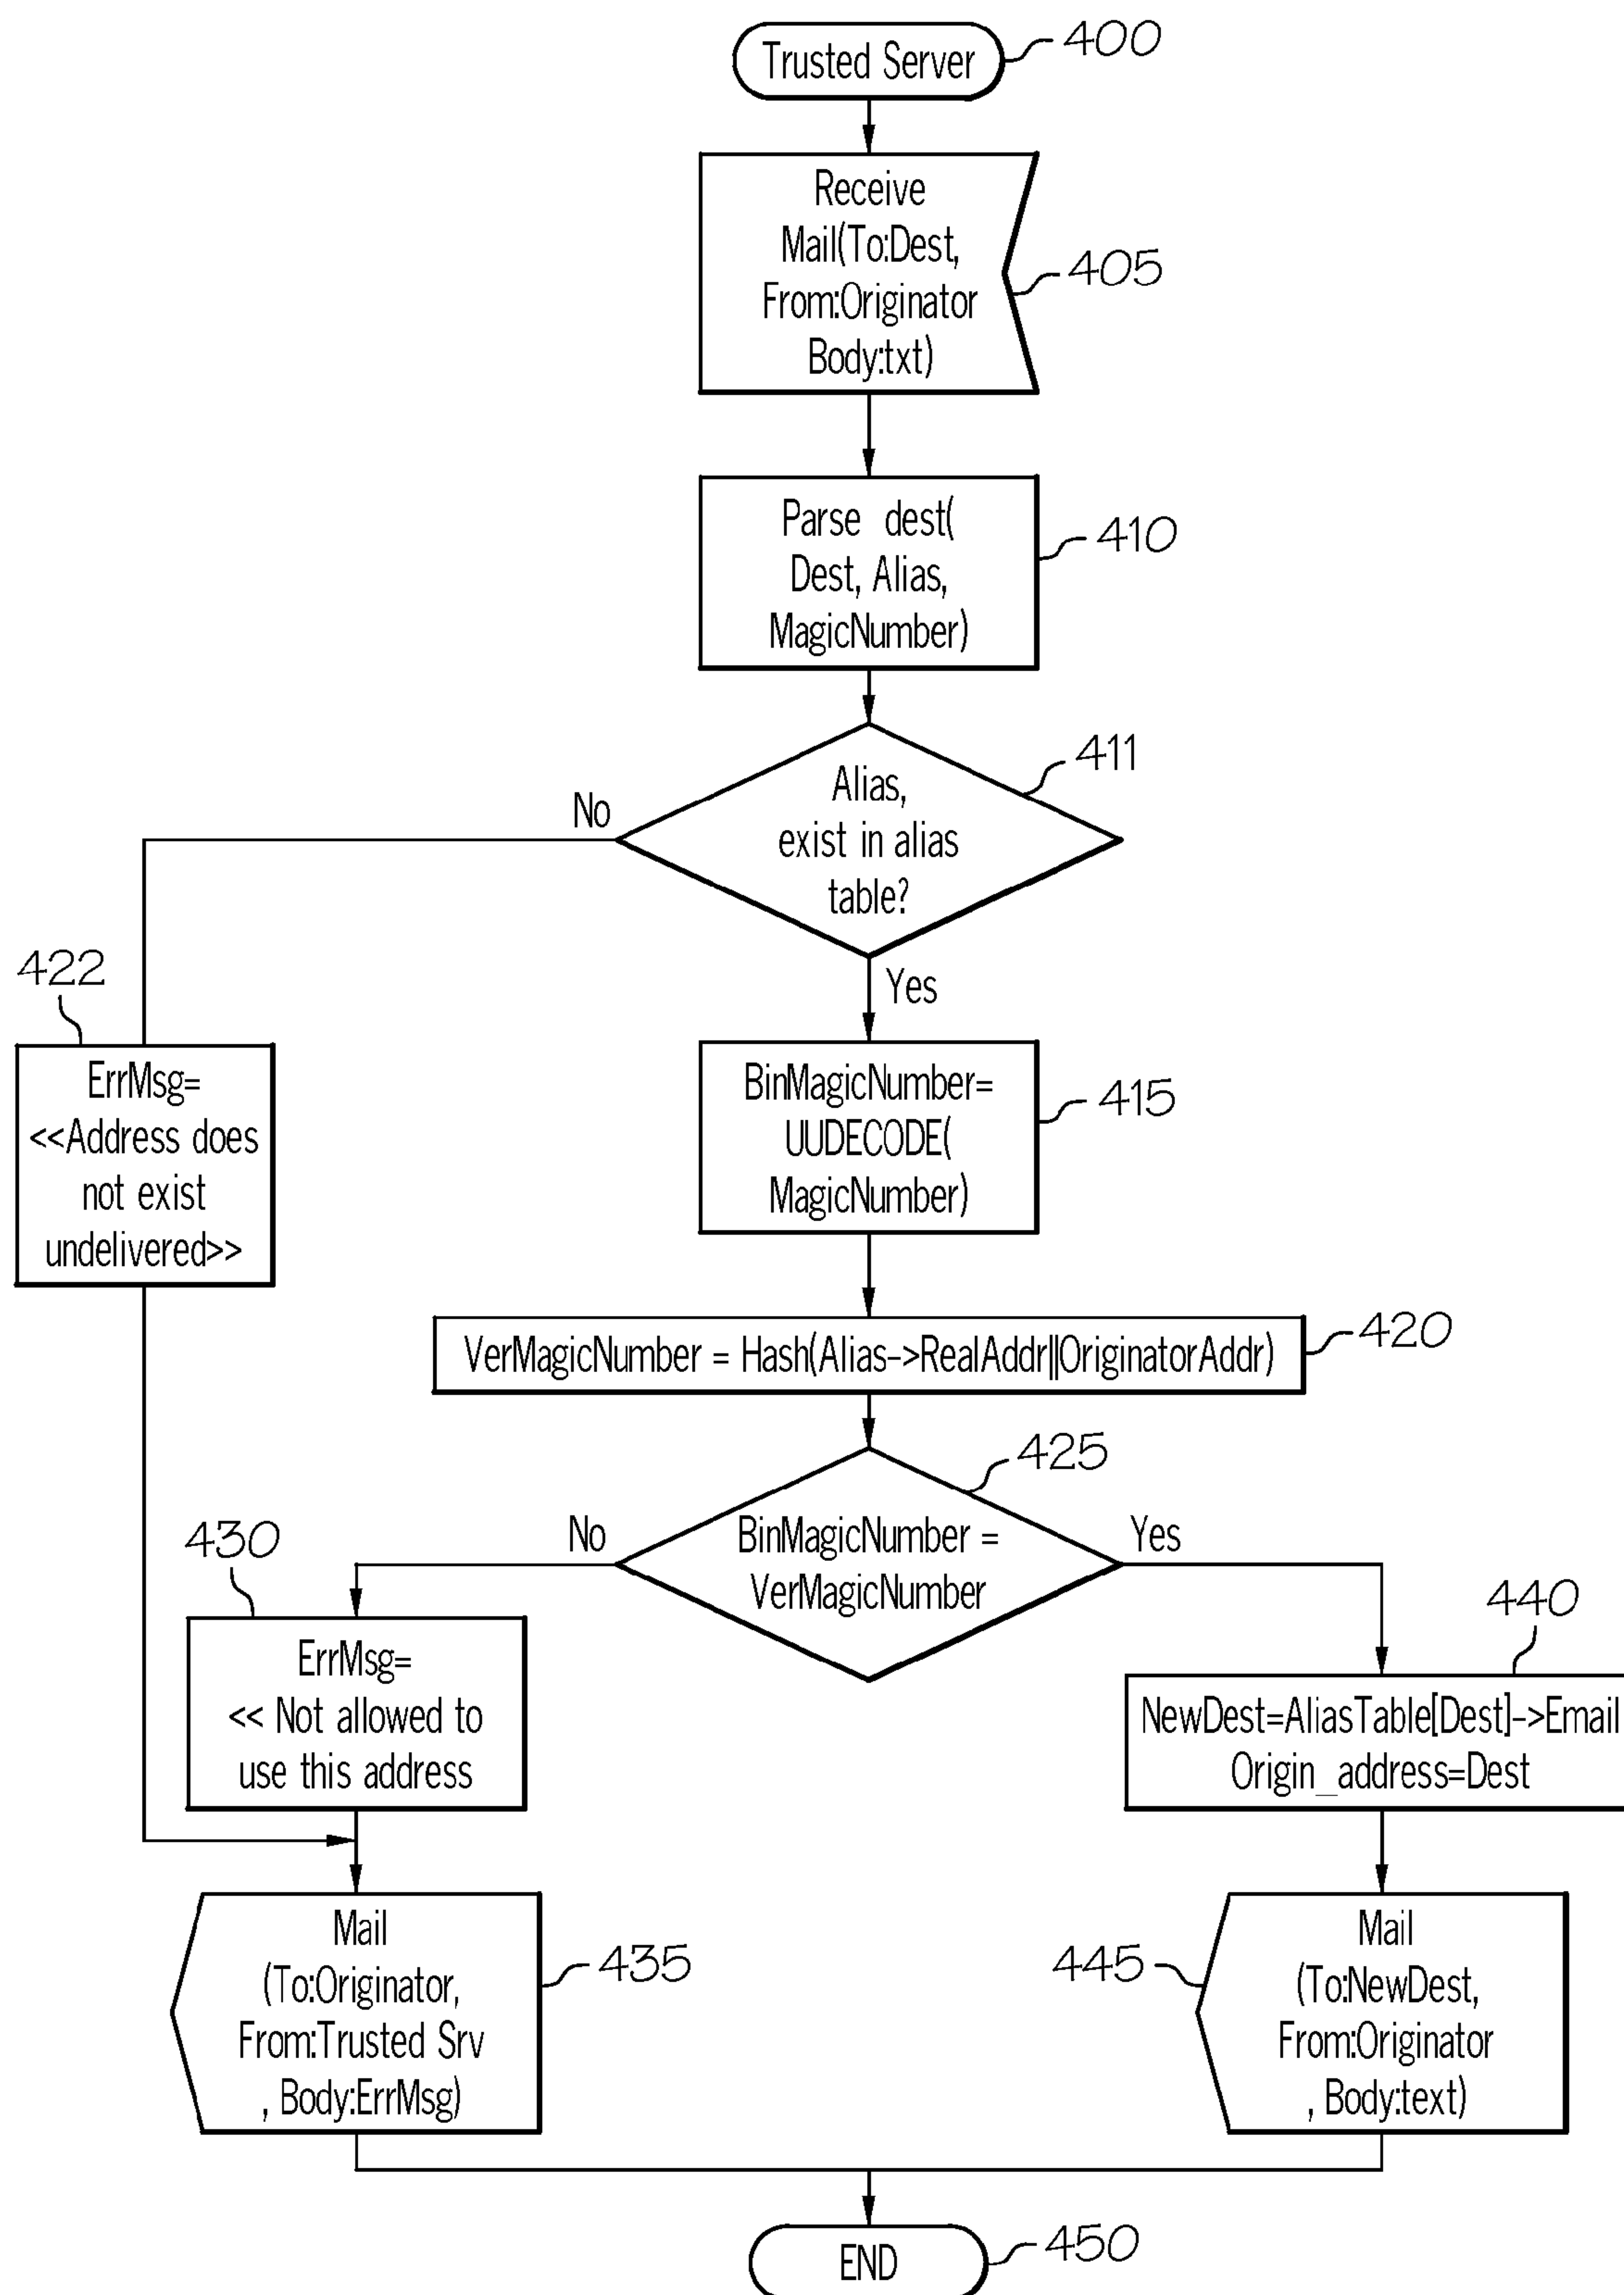 Trusted Server
400
Receive
Mail(To:Dest,
From:Originator
Body:txt)
405
Parse dest(
Dest, Alias,
MagicNumber)
410
Alias,
exist in alias
table?
411
No
Yes
422
ErrMsg=
<<Address does
not exist
undelivered>>
BinMagicNumber=
UUDECODE(
MagicNumber)
415
VerMagicNumber = Hash(Alias->RealAddr||OriginatorAddr)
420
BinMagicNumber =
VerMagicNumber
425
No
Yes
430
ErrMsg=
<< Not allowed to
use this address
440
NewDest=AliasTable[Dest]->Email
Origin_address=Dest
Mail
(To:Originator,
From:Trusted Srv
, Body:ErrMsg)
435
445
Mail
(To:NewDest,
From:Originator
, Body:text)
END
450